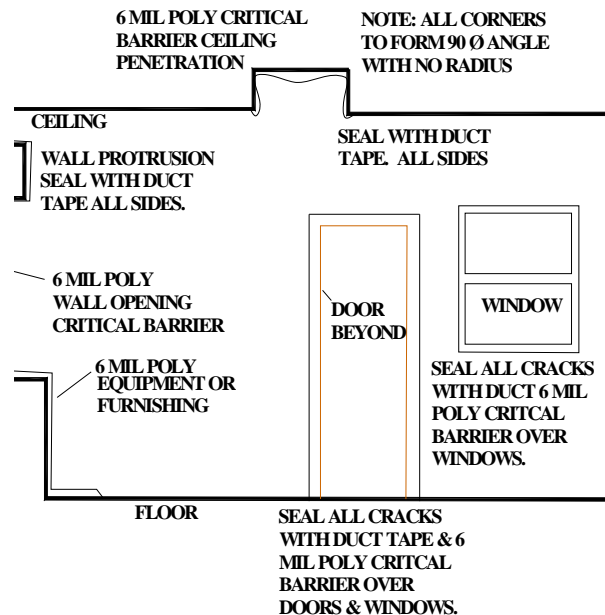 6 MIL POLY CRITICAL
BARRIER CEILING
PENETRATION
NOTE: ALL CORNERS
TO FORM 90 Ø ANGLE
WITH NO RADIUS
CEILING
SEAL WITH DUCT
TAPE. ALL SIDES
WALL PROTRUSION
SEAL WITH DUCT
TAPE ALL SIDES.
6 MIL POLY
WALL OPENING
CRITICAL BARRIER
DOOR
BEYOND
WINDOW
6 MIL POLY
EQUIPMENT OR
FURNISHING
SEAL ALL CRACKS
WITH DUCT 6 MIL
POLY CRITCAL
BARRIER OVER
WINDOWS.
FLOOR
SEAL ALL CRACKS
WITH DUCT TAPE & 6
MIL POLY CRITCAL
BARRIER OVER
DOORS & WINDOWS.